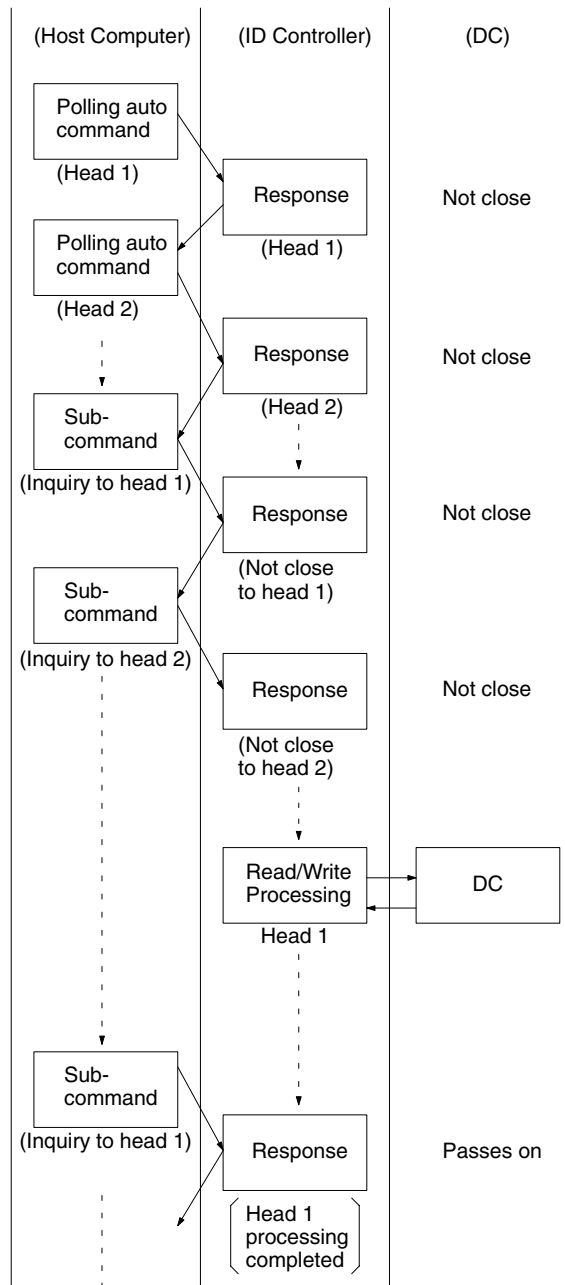 (Host Computer) (ID Controller) (DC)
Polling auto
command
(Head 1)
Response
(Head 1)
Not close
Polling auto
command
(Head 2)
Response
(Head 2)
Not close
Sub-
command
(Inquiry to head 1)
Response
(Not close
to head 1)
Not close
Sub-
command
(Inquiry to head 2)
Response
(Not close
to head 2)
Not close
Read/Write
Processing
Head 1
DC
Sub-
command
(Inquiry to head 1)
Response
Passes on
Head 1
processing
completed